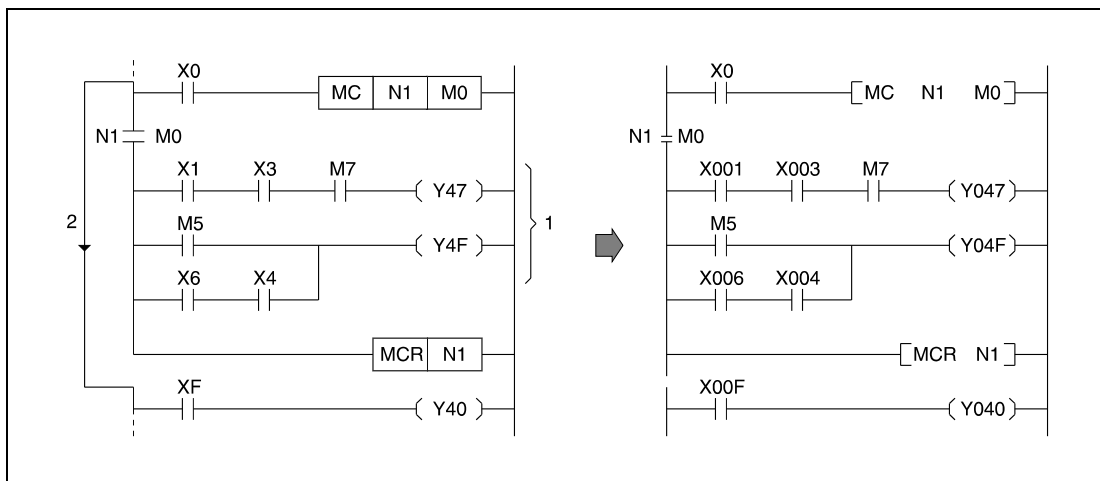 X0
MC N1 M0
N1 M0
X1 X3 M7
Y47
1
2
M5
Y4F
X6 X4
MCR N1
XF
Y40
X0
MC N1 M0
N1 M0
X001 X003 M7
Y047
M5
Y04F
X006 X004
MCR N1
X00F
Y040